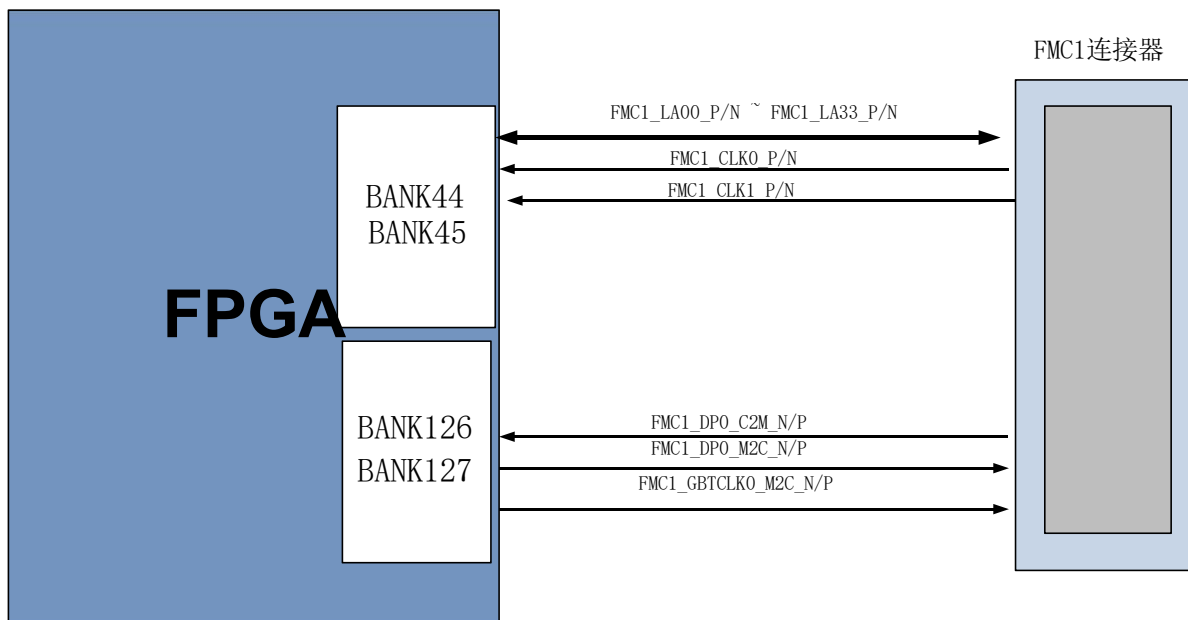 FMC1连接器
FMC1_LA00_P/N ~ FMC1_LA33_P/N
FMC1_CLK0_P/N
FMC1_CLK1_P/N
BANK44
BANK45
FPGA
BANK126
BANK127
FMC1_DP0_C2M_N/P
FMC1_DP0_M2C_N/P
FMC1_GBTCLK0_M2C_N/P